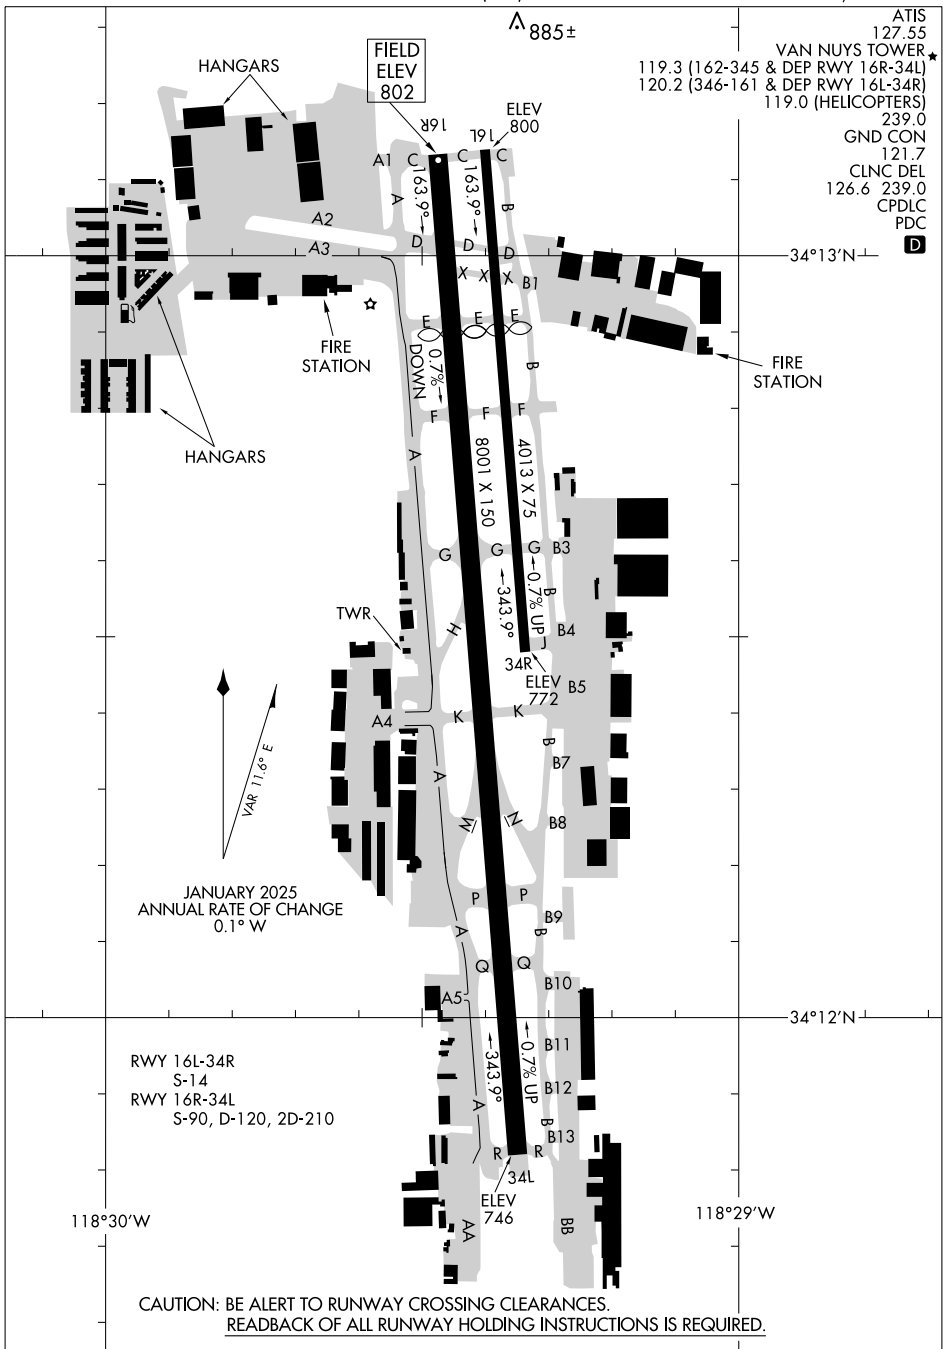 885±
ATIS
127.55
VAN NUYS TOWER★
119.3 (162-345 & DEP RWY 16R-34L)
120.2 (346-161 & DEP RWY 16L-34R)
119.0 (HELICOPTERS)
239.0
GND CON
121.7
CLNC DEL
126.6 239.0
CPDLC
PDC
D
FIELD
ELEV
802
HANGARS
16R
16L
ELEV
800
A1
C
C
C
163.9°
163.9°
A
B
A2
A3
D
D
D
X
X
X
B1
34°13'N
E
E
E
FIRE
STATION
FIRE
STATION
0.7%
DOWN
B
F
F
F
HANGARS
A
8001 X 150
4013 X 75
G
G
G
B3
343.9°
0.7% UP
B
TWR
H
B4
34R
ELEV
772
B5
A4
K
K
B
B7
A
VAR 11.6° E
W
N
B8
JANUARY 2025
ANNUAL RATE OF CHANGE
0.1° W
P
P
B9
A
B
Q
Q
B10
A5
34°12'N
B11
343.9°
0.7% UP
RWY 16L-34R
S-14
RWY 16R-34L
S-90, D-120, 2D-210
B12
A
B
B13
R
R
34L
ELEV
746
118°30'W
118°29'W
AA
BB
CAUTION: BE ALERT TO RUNWAY CROSSING CLEARANCES.
READBACK OF ALL RUNWAY HOLDING INSTRUCTIONS IS REQUIRED.